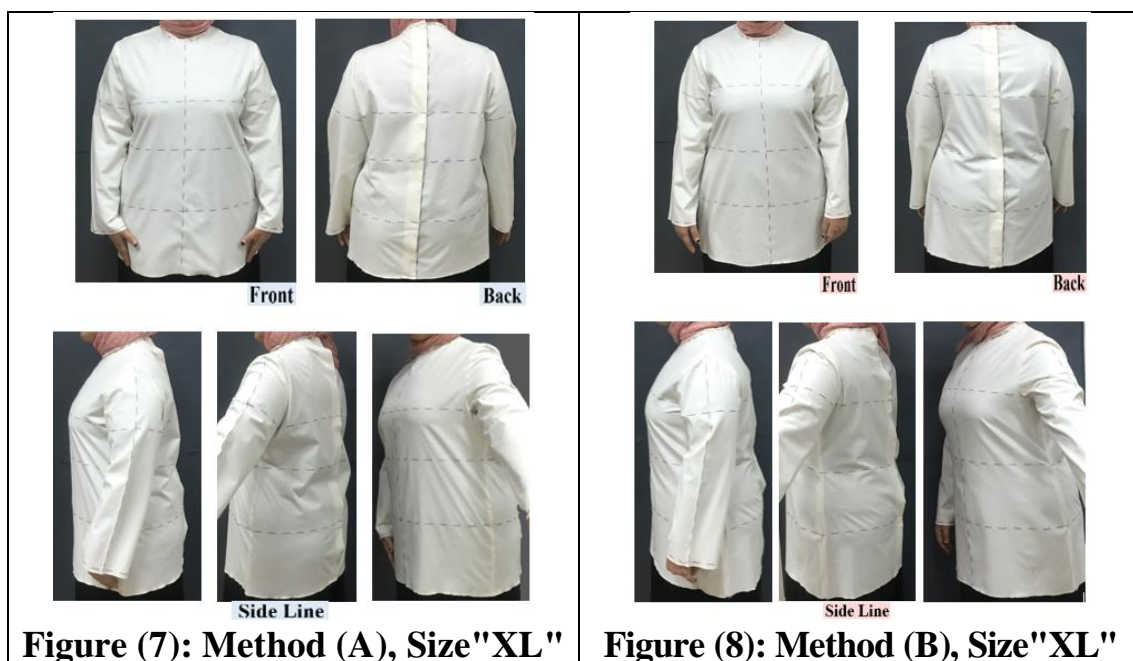 Front
Back
Side Line
Figure (7): Method (A), Size"XL"
Front
Back
Side Line
Figure (8): Method (B), Size"XL"